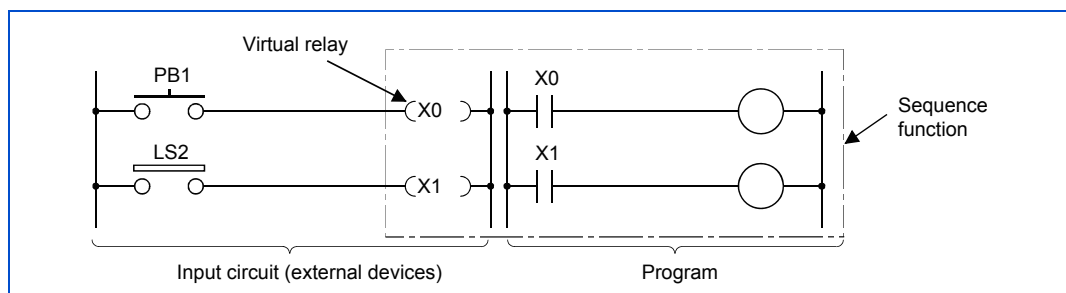 Virtual relay
PB1
X0
X0
Sequence
function
LS2
X1
X1
Input circuit (external devices)
Program